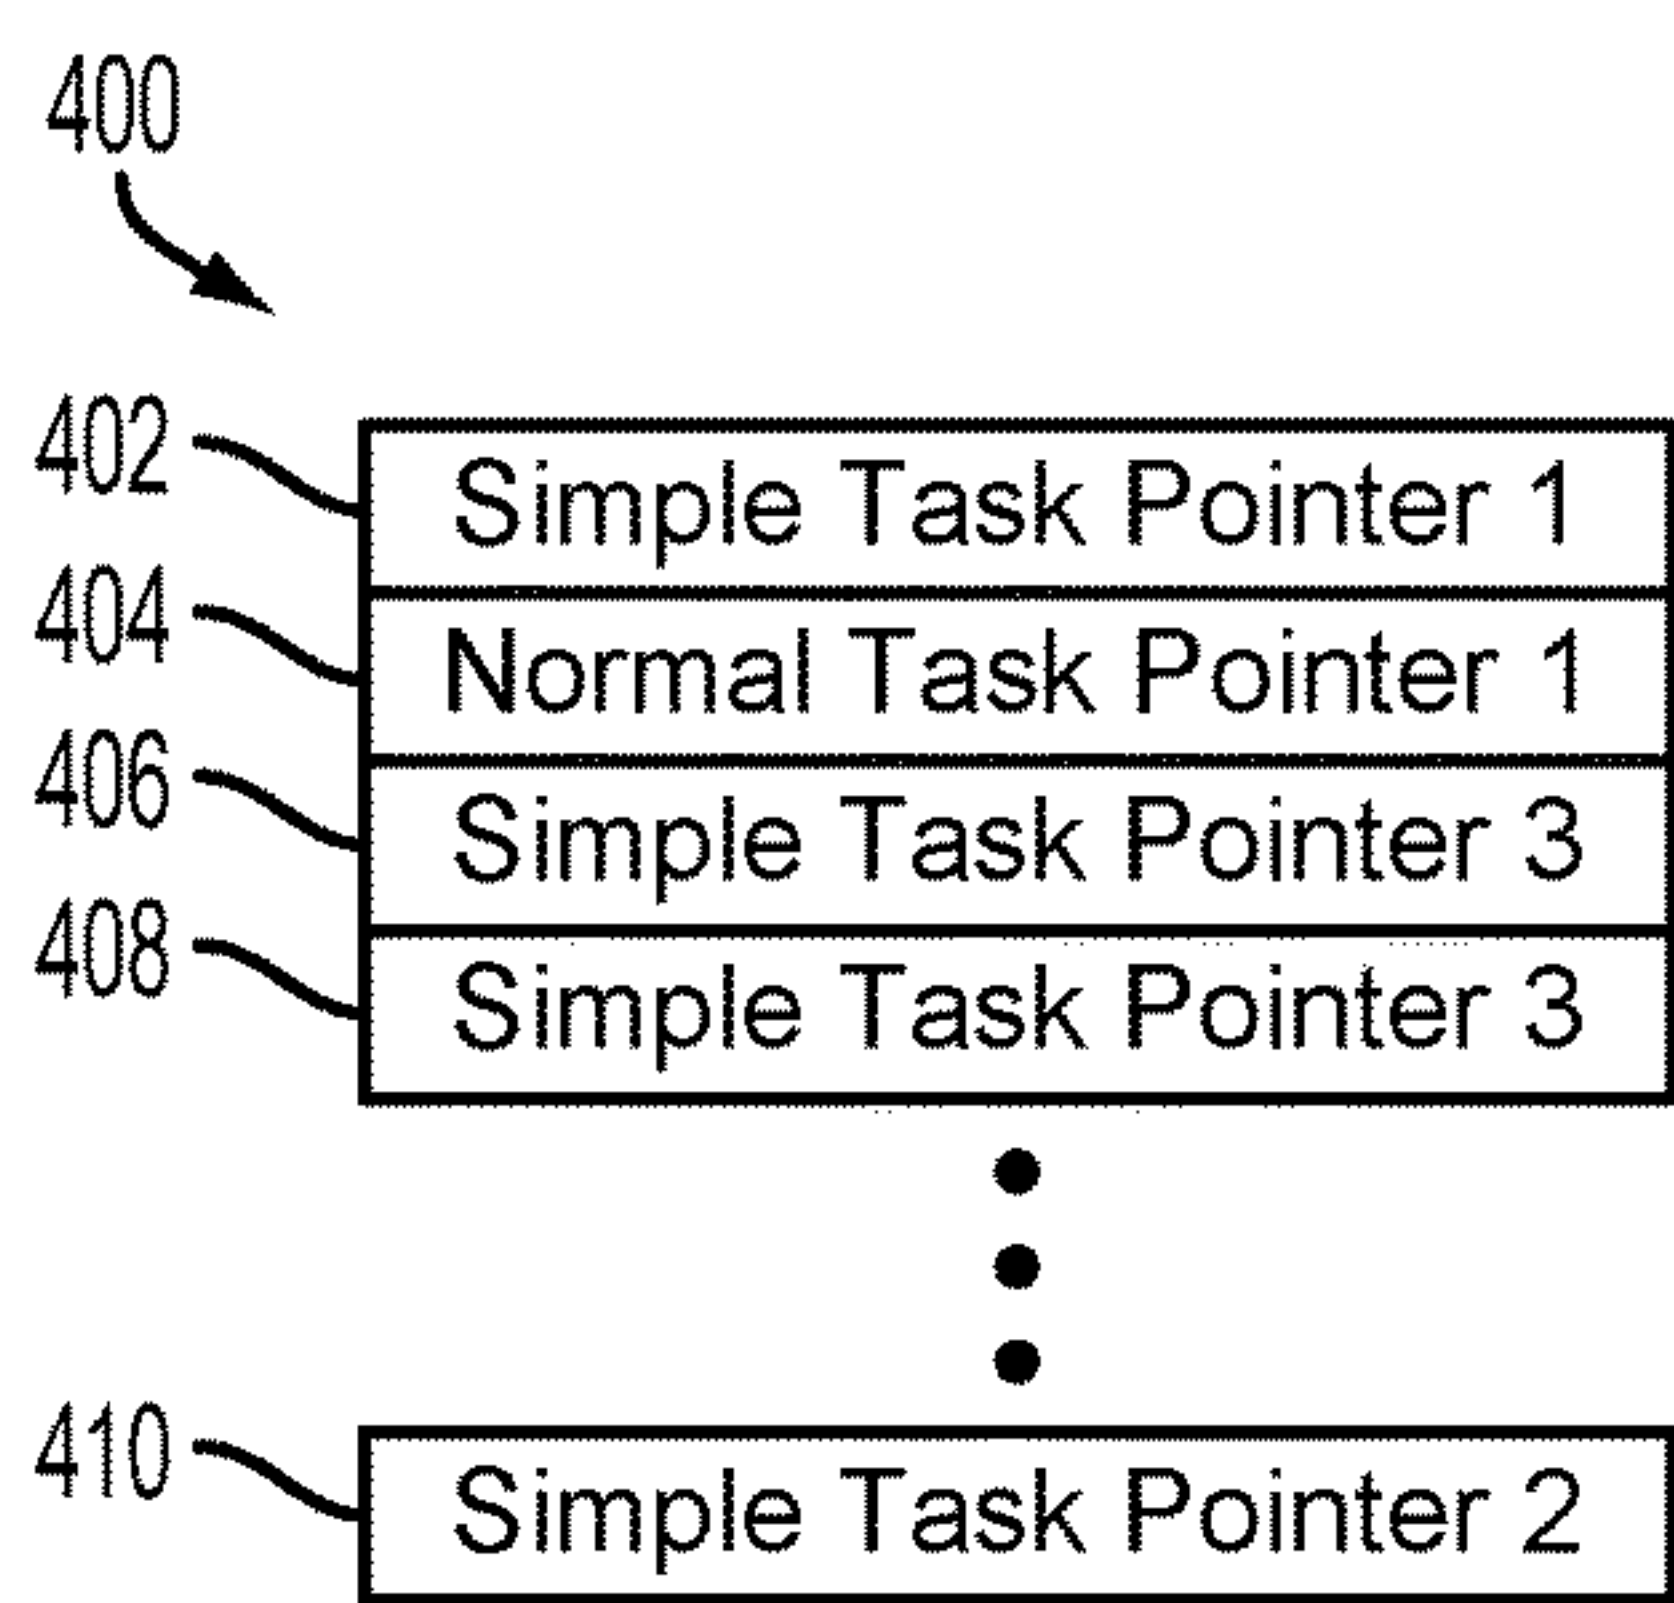 400
402 Simple Task Pointer 1
404 Normal Task Pointer 1
406 Simple Task Pointer 3
408 Simple Task Pointer 3
410 Simple Task Pointer 2